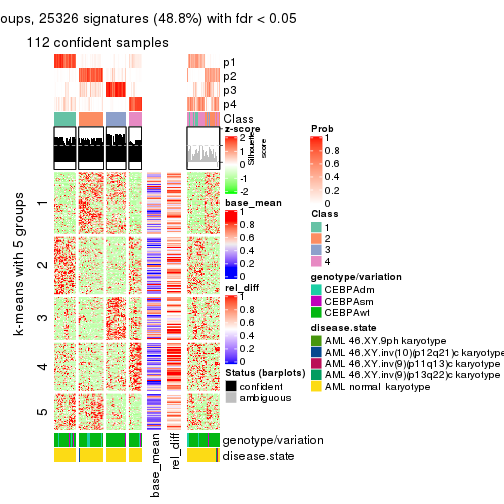 oups, 25326 signatures (48.8%) with fdr < 0.05
112 confident samples
p1
p2
p3
p4
Class
Silhouette
score
k-means with 5 groups
1
2
3
4
5
base_mean
rel_diff
genotype/variation
disease.state
z-score
2
1
0
-1
-2
base_mean
1
0.8
0.6
0.4
0.2
0
rel_diff
1
0.8
0.6
0.4
0.2
0
Status (barplots)
confident
ambiguous
Prob
1
0.8
0.6
0.4
0.2
0
Class
1
2
3
4
genotype/variation
CEBPAdm
CEBPAsm
CEBPAwt
disease.state
AML 46.XY.9ph karyotype
AML 46.XY.inv(10)(p12q21)c karyotype
AML 46.XY.inv(9)(p11q13)c karyotype
AML 46.XY.inv(9)(p13q22)c karyotype
AML normal karyotype